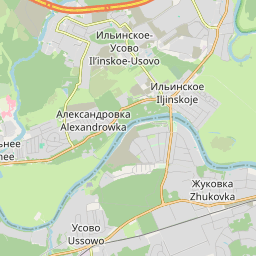 Ильинское-
Усово
Il'inskoe-Usovo
Ильинское
Iljinskoje
Александровка
Alexandrowka
Жуковка
Zhukovka
Усово
Ussowo